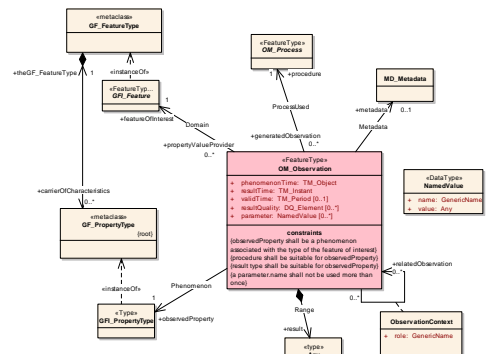 «metaclass»
GF_FeatureType
+theGF_FeatureType
1
«instanceOf»
«FeatureTyp...
GFI_Feature
1
+featureOfInterest
Domain
+propertyValueProvider
0..*
«FeatureType»
OM_Process
1
+procedure
ProcessUsed
+generatedObservation
0..*
MD_Metadata
+metadata
0..1
Metadata
«FeatureType»
OM_Observation
+ phenomenonTime: TM_Object
+ resultTime: TM_Instant
+ validTime: TM_Period [0..1]
+ resultQuality: DQ_Element [0..*]
+ parameter: NamedValue [0..*]
constraints
{observedProperty shall be a phenomenon
associated with the type of the feature of interest}
{procedure shall be suitable for observedProperty}
{result type shall be suitable for observedProperty}
{a parameter.name shall not be used more than
once}
«DataType»
NamedValue
+ name: GenericName
+ value: Any
+carrierOfCharacteristics
0..*
«metaclass»
GF_PropertyType
{root}
«instanceOf»
Phenomenon
1
+observedProperty
«Type»
GFI_PropertyType
+relatedObservation
0..*
0..*
Range
+result
«type»
ObservationContext
+ role: GenericName